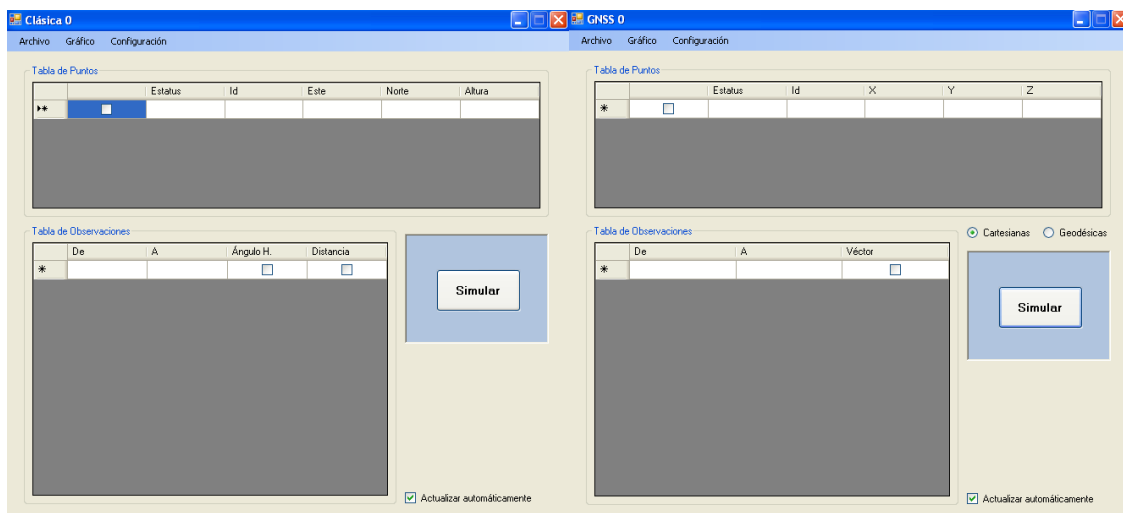 Clásica 0
Archivo Gráfico Configuración
Tabla de Puntos
Estatus Id Este Norte Altura
Tabla de Observaciones
De A Ángulo H. Distancia
Simular
Actualizar automáticamente
GNSS 0
Archivo Gráfico Configuración
Tabla de Puntos
Estatus Id X Y Z
Tabla de Observaciones
Cartesianas Geodésicas
De A Véctor
Simular
Actualizar automáticamente